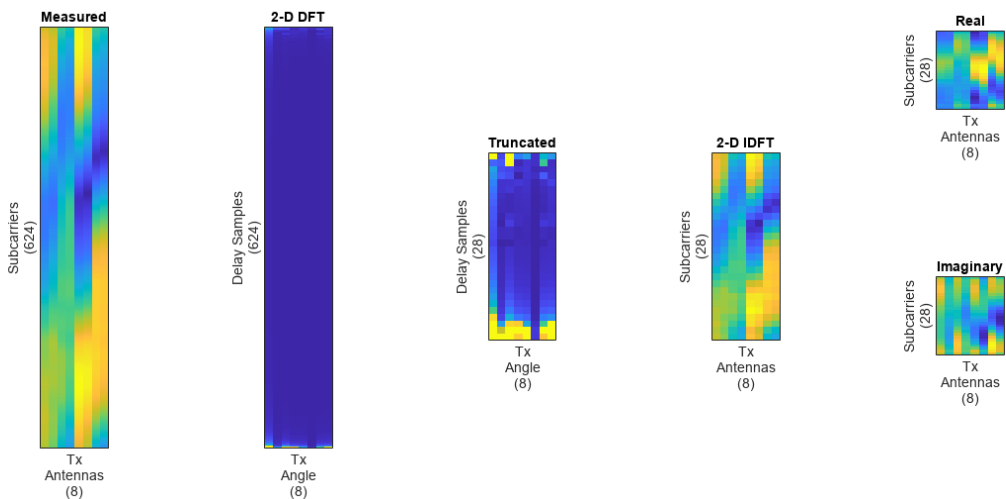 Measured
Subcarriers
(624)
Tx
Antennas
(8)
2-D DFT
Delay Samples
(624)
Tx
Angle
(8)
Truncated
Delay Samples
(28)
Tx
Angle
(8)
2-D IDFT
Subcarriers
(28)
Tx
Antennas
(8)
Real
Subcarriers
(28)
Tx
Antennas
(8)
Imaginary
Subcarriers
(28)
Tx
Antennas
(8)